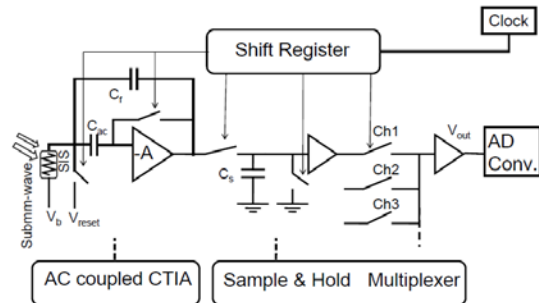 Clock
Shift Register
Cf
Cac
-A
SIS
Submm-wave
Vb
Vreset
Cs
Ch1
Ch2
Ch3
Vout
AD
Conv.
AC coupled CTIA
Sample & Hold Multiplexer